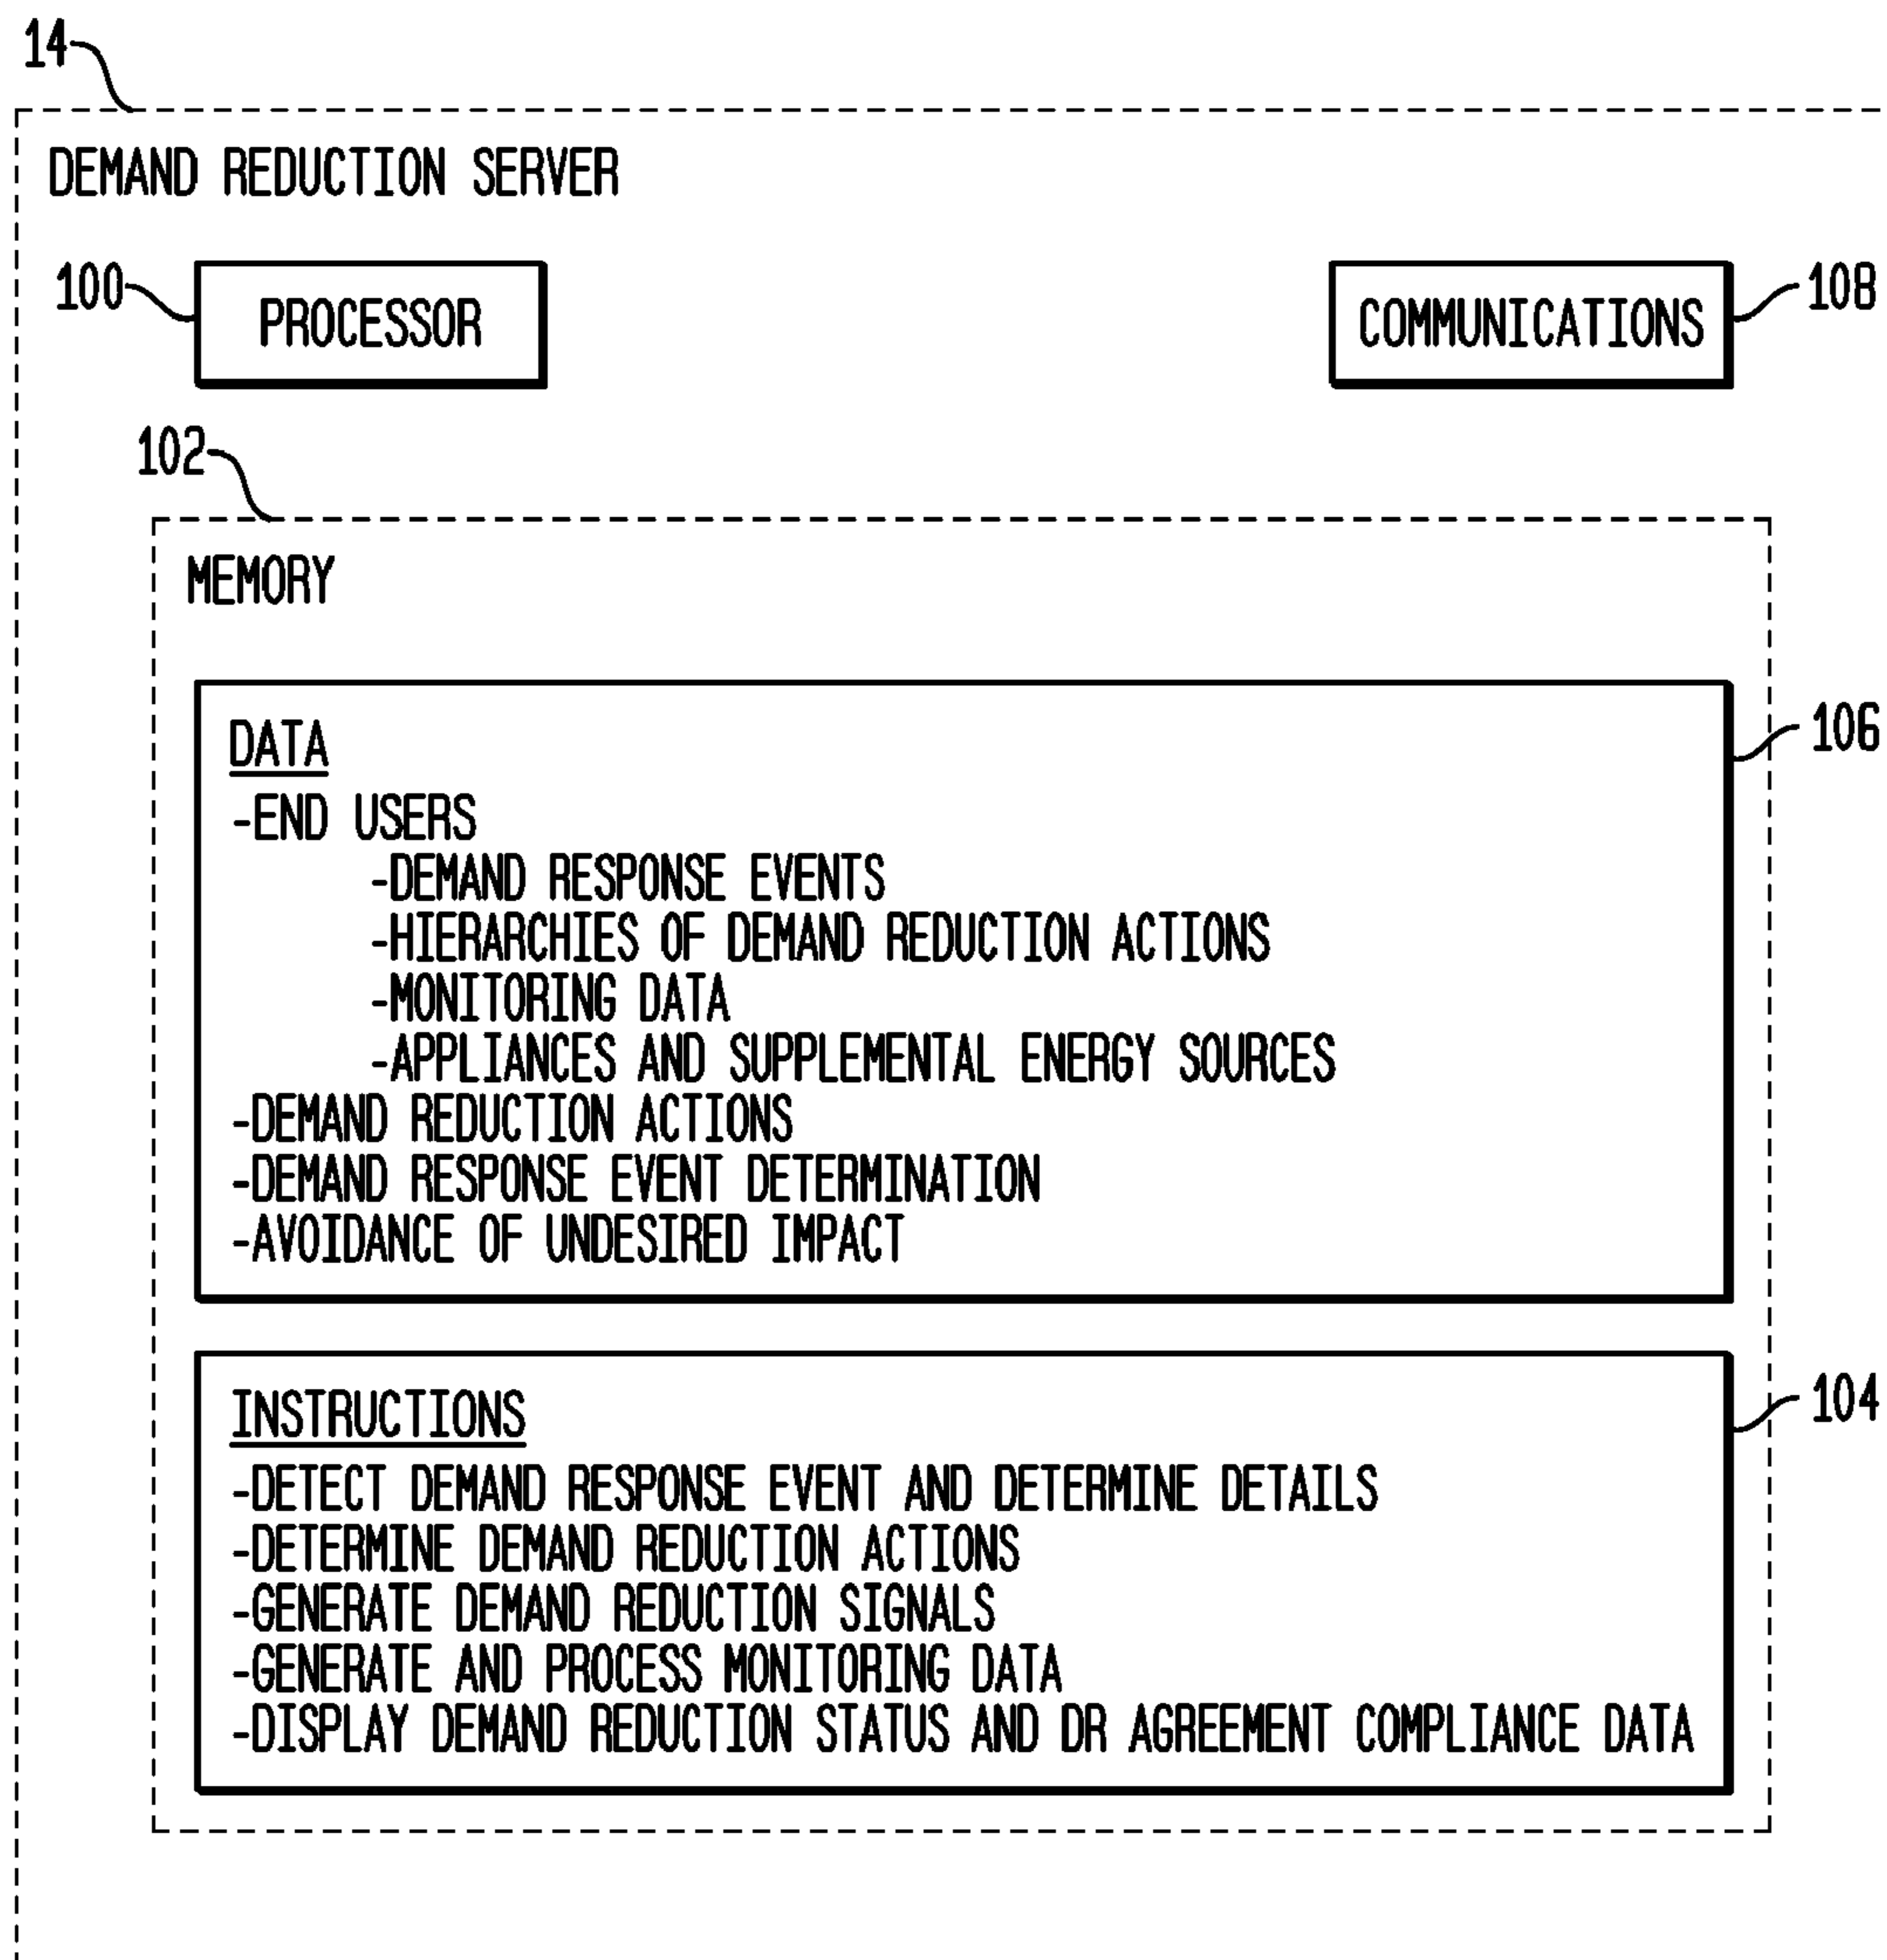 14
DEMAND REDUCTION SERVER
100
PROCESSOR
COMMUNICATIONS
108
102
MEMORY
DATA
106
-END USERS
-DEMAND RESPONSE EVENTS
-HIERARCHIES OF DEMAND REDUCTION ACTIONS
-MONITORING DATA
-APPLIANCES AND SUPPLEMENTAL ENERGY SOURCES
-DEMAND REDUCTION ACTIONS
-DEMAND RESPONSE EVENT DETERMINATION
-AVOIDANCE OF UNDESIRED IMPACT
INSTRUCTIONS
104
-DETECT DEMAND RESPONSE EVENT AND DETERMINE DETAILS
-DETERMINE DEMAND REDUCTION ACTIONS
-GENERATE DEMAND REDUCTION SIGNALS
-GENERATE AND PROCESS MONITORING DATA
-DISPLAY DEMAND REDUCTION STATUS AND DR AGREEMENT COMPLIANCE DATA